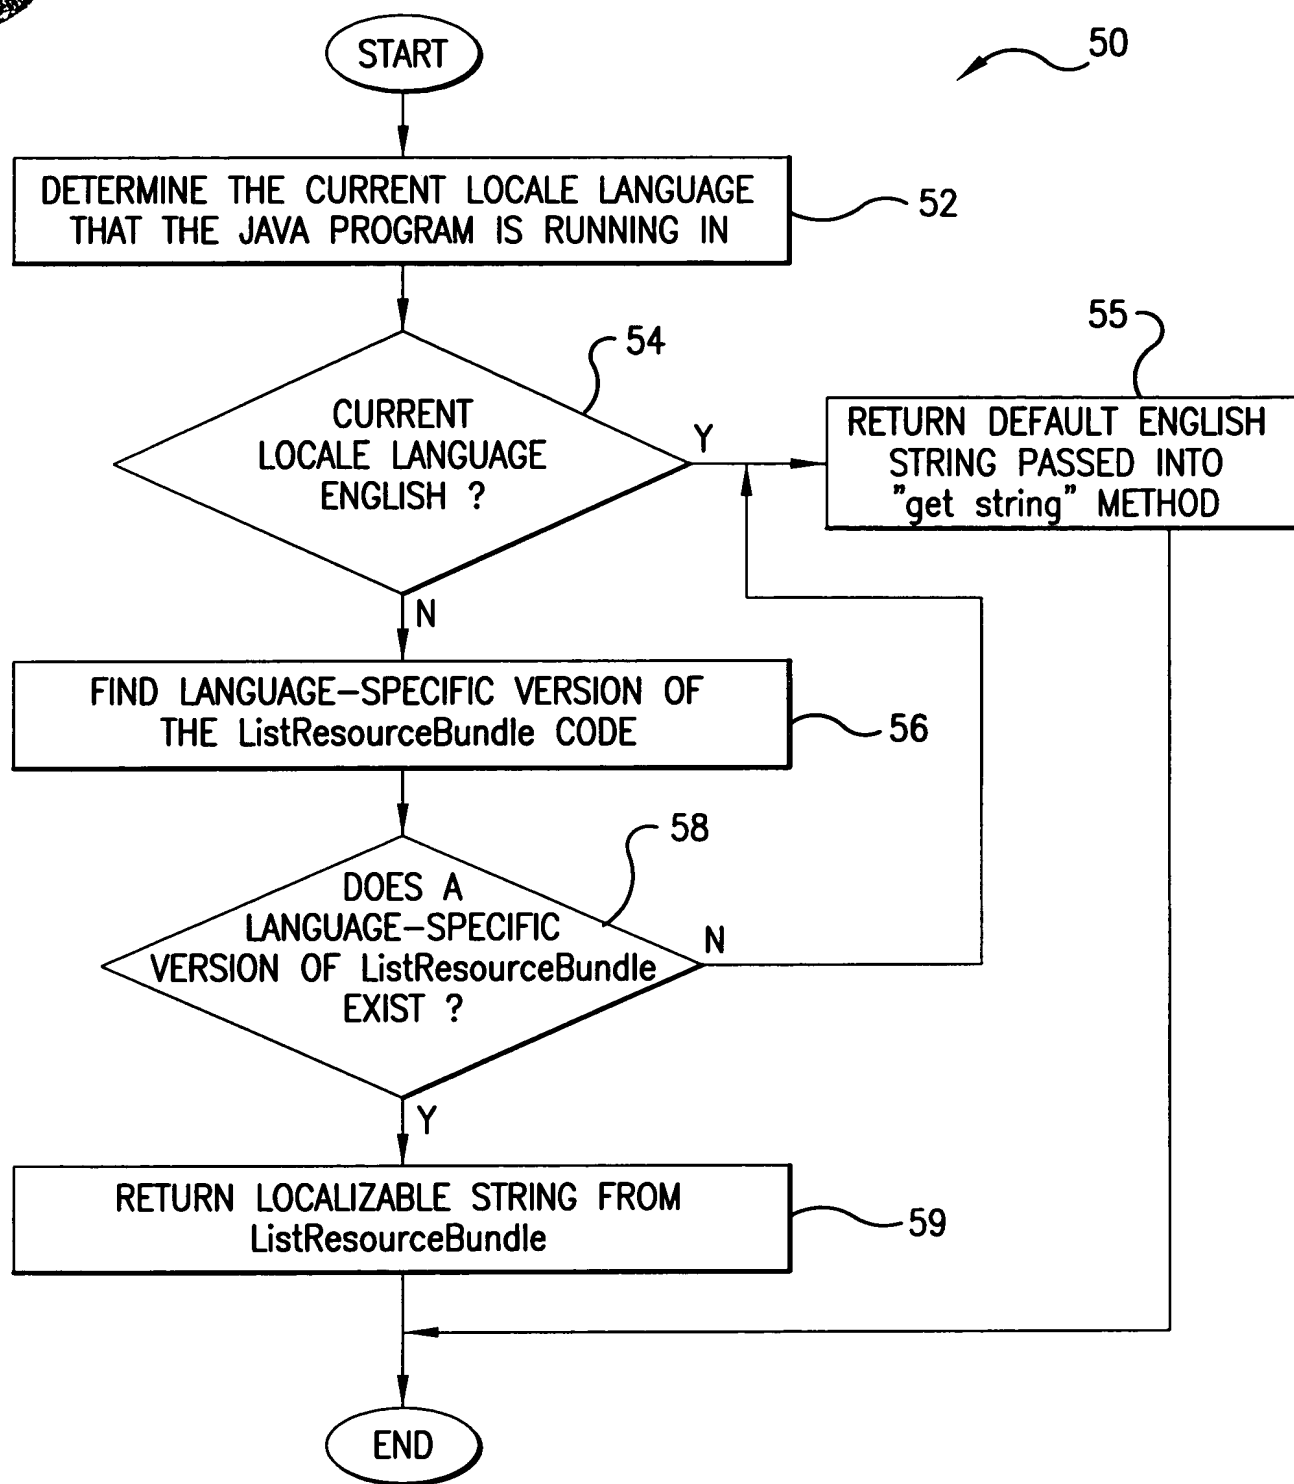 START
50
DETERMINE THE CURRENT LOCALE LANGUAGE
THAT THE JAVA PROGRAM IS RUNNING IN
52
CURRENT
LOCALE LANGUAGE
ENGLISH ?
54
Y
55
RETURN DEFAULT ENGLISH
STRING PASSED INTO
"get string" METHOD
N
FIND LANGUAGE-SPECIFIC VERSION OF
THE ListResourceBundle CODE
56
DOES A
LANGUAGE-SPECIFIC
VERSION OF ListResourceBundle
EXIST ?
58
N
Y
RETURN LOCALIZABLE STRING FROM
ListResourceBundle
59
END